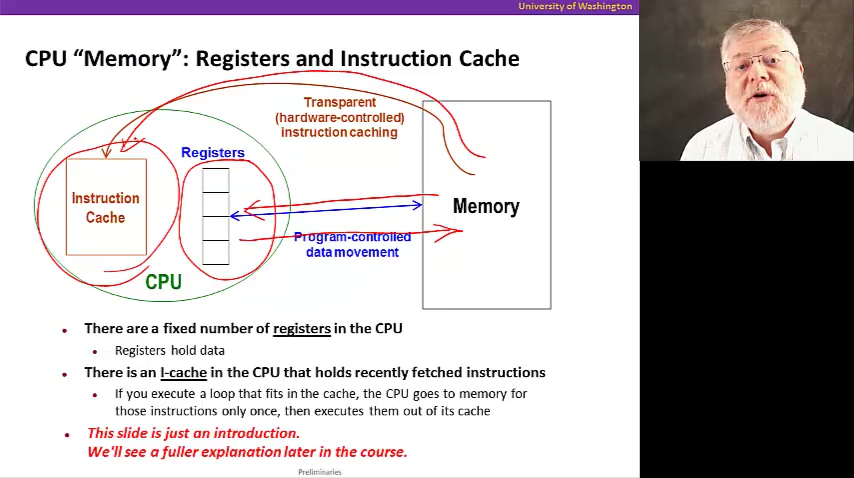 University of Washington
CPU “Memory”: Registers and Instruction Cache
Transparent
(hardware-controlled)
instruction caching
Registers
Instruction
Cache
Memory
Program-controlled
data movement
CPU
• There are a fixed number of registers in the CPU
• Registers hold data
• There is an I-cache in the CPU that holds recently fetched instructions
• If you execute a loop that fits in the cache, the CPU goes to memory for
those instructions only once, then executes them out of its cache
• This slide is just an introduction.
We'll see a fuller explanation later in the course.
Preliminaries